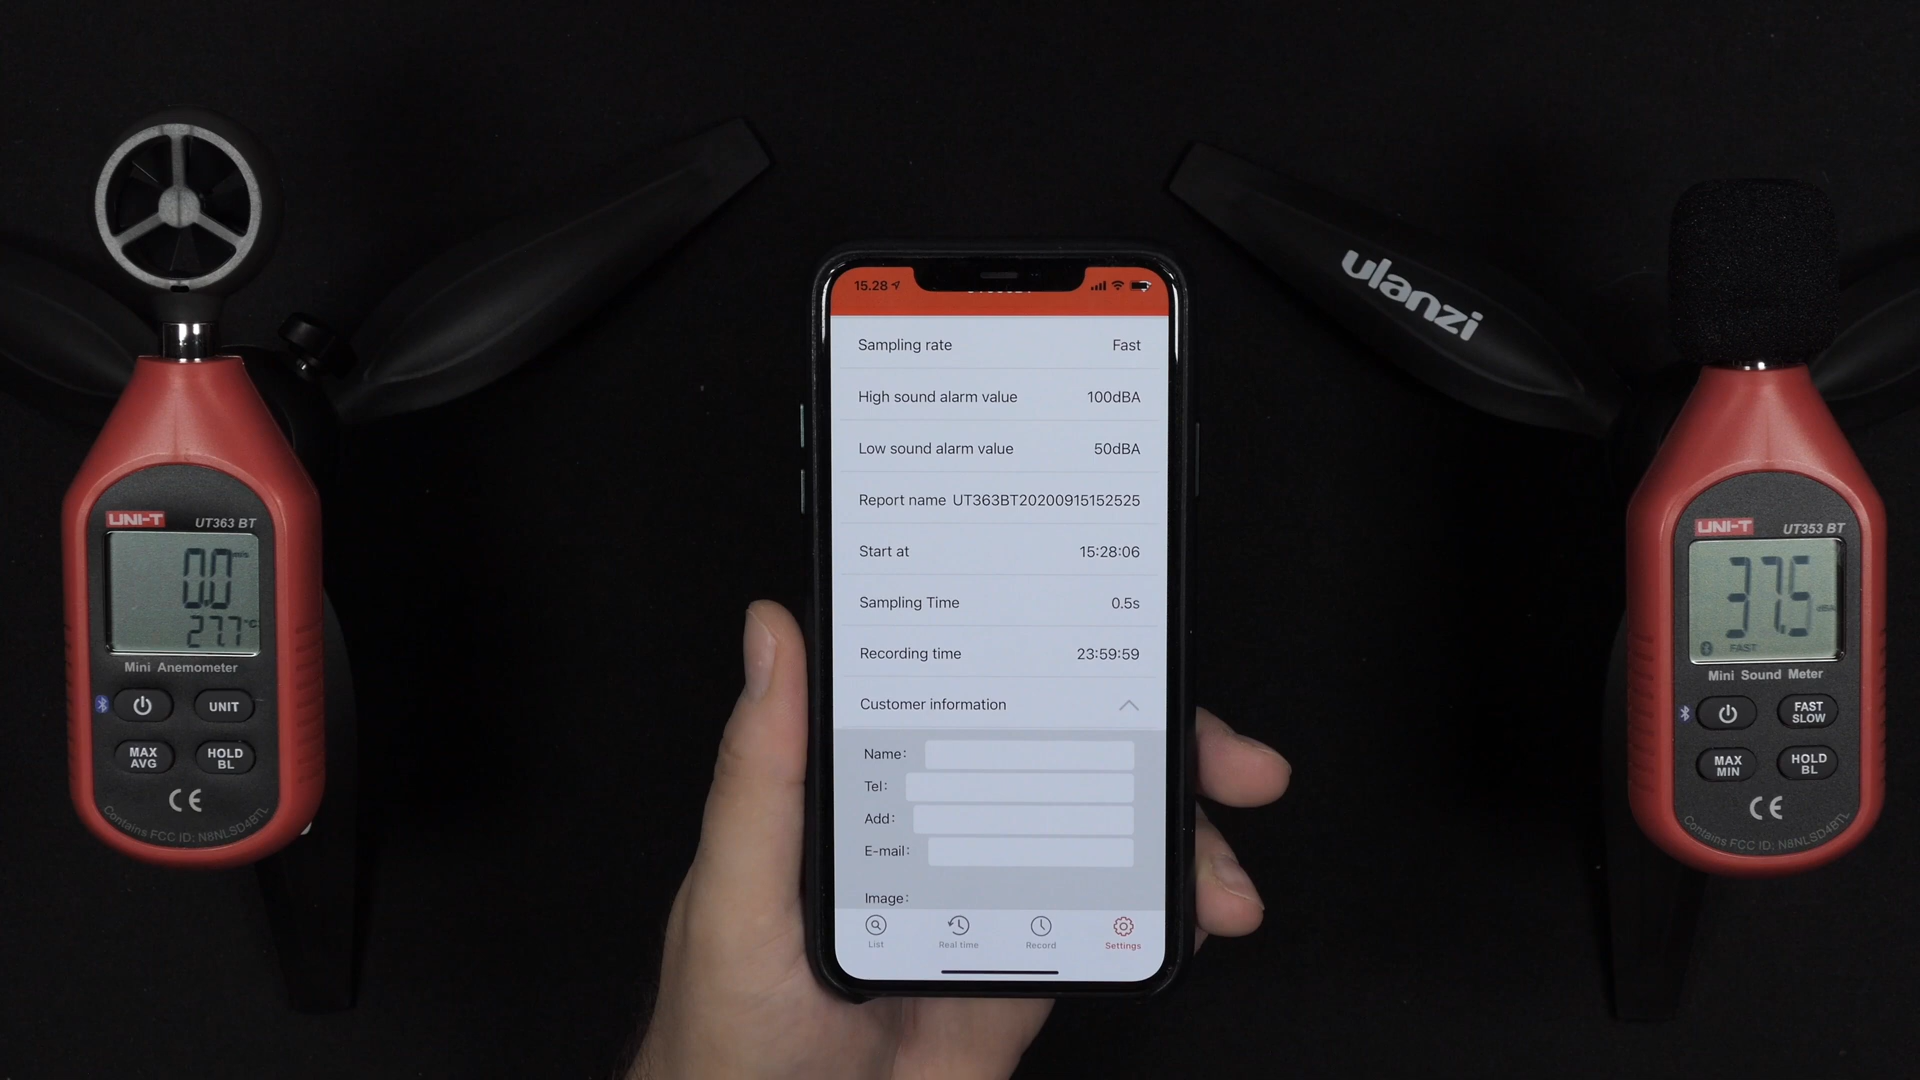 UNI-T
UT363 BT
0.0 m/s
27.7 °C
Mini Anemometer
UNIT
MAX
AVG
HOLD
BL
CE
Contains FCC ID: N8NLSD4BTL
15.28
Sampling rate Fast
High sound alarm value 100dBA
Low sound alarm value 50dBA
Report name UT363BT20200915152525
Start at 15:28:06
Sampling Time 0.5s
Recording time 23:59:59
Customer information
Name:
Tel:
Add:
E-mail:
Image:
List Real time Record Settings
ulanzi
UNI-T
UT353 BT
37.5
FAST
Mini Sound Meter
FAST
SLOW
MAX
MIN
HOLD
BL
CE
Contains FCC ID: N8NLSD4BTL